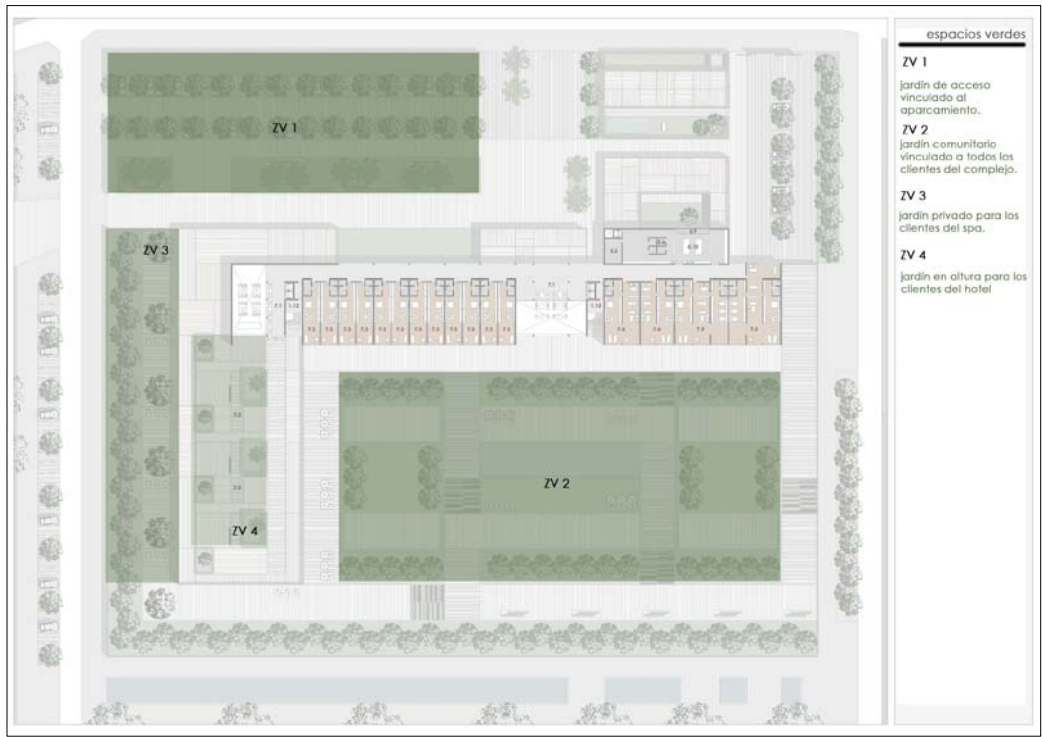 espacios verdes
ZV 1
jardín de acceso
vinculado al
aparcamiento.
ZV 2
jardín comunitario
vinculado a todos los
clientes del complejo.
ZV 3
jardín privado para los
clientes del spa.
ZV 4
jardín en altura para los
clientes del hotel
ZV 1
ZV 3
ZV 2
ZV 4